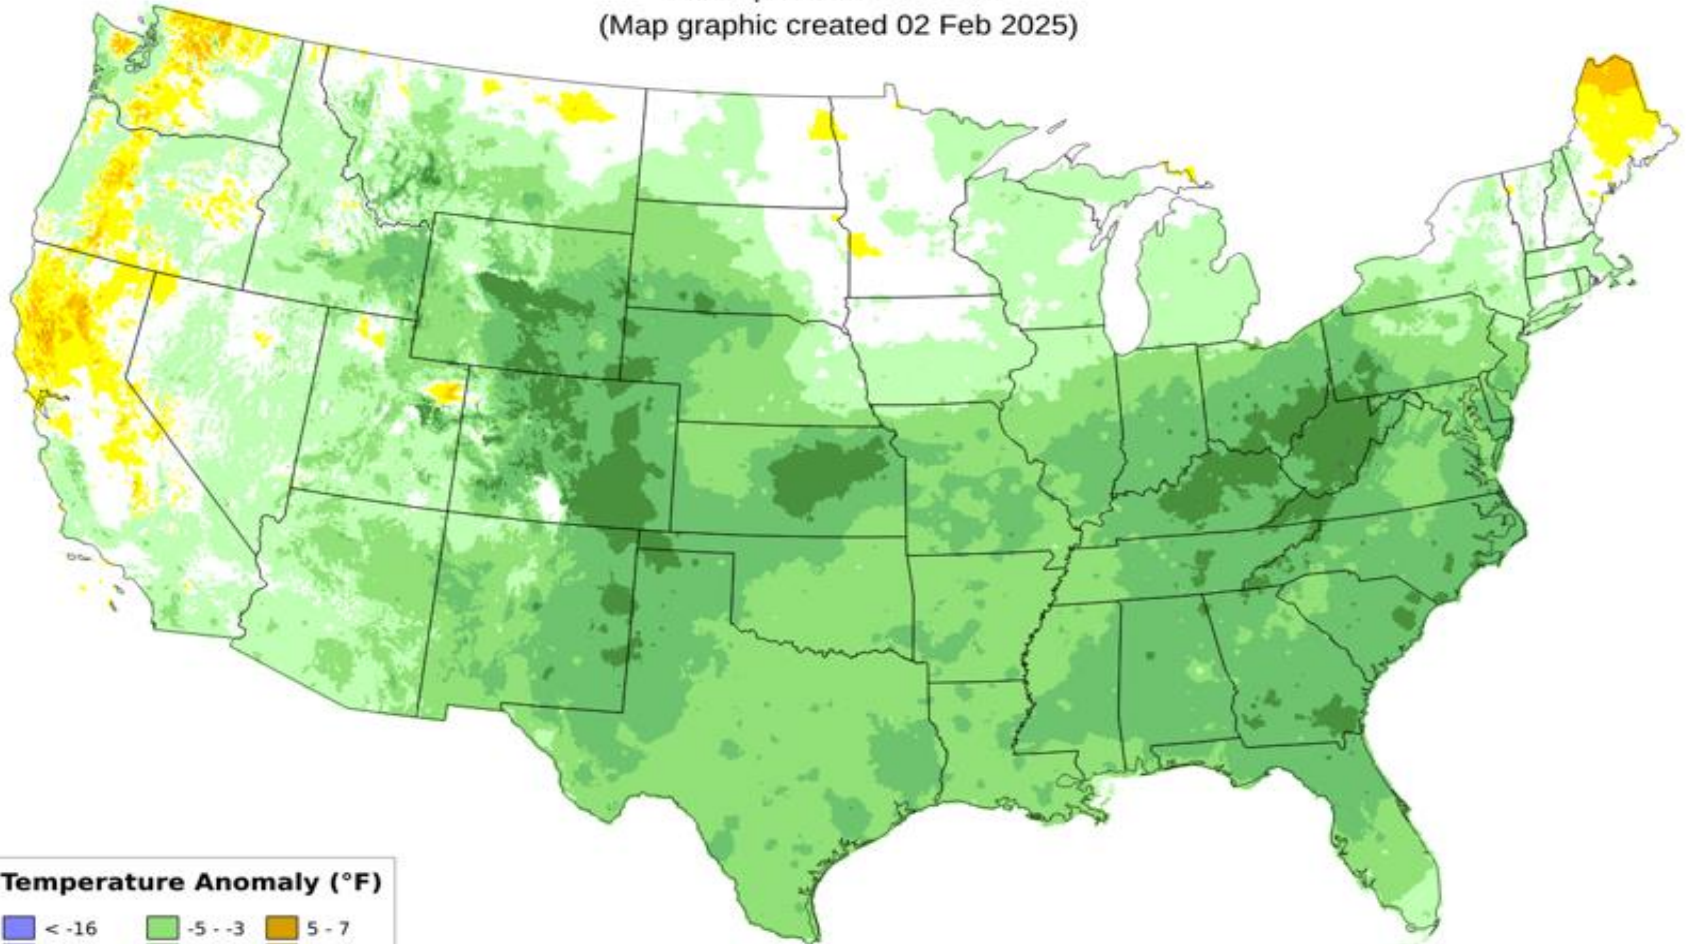 (Map graphic created 02 Feb 2025)
Temperature Anomaly (°F)
< -16 -5 - -3 5 - 7